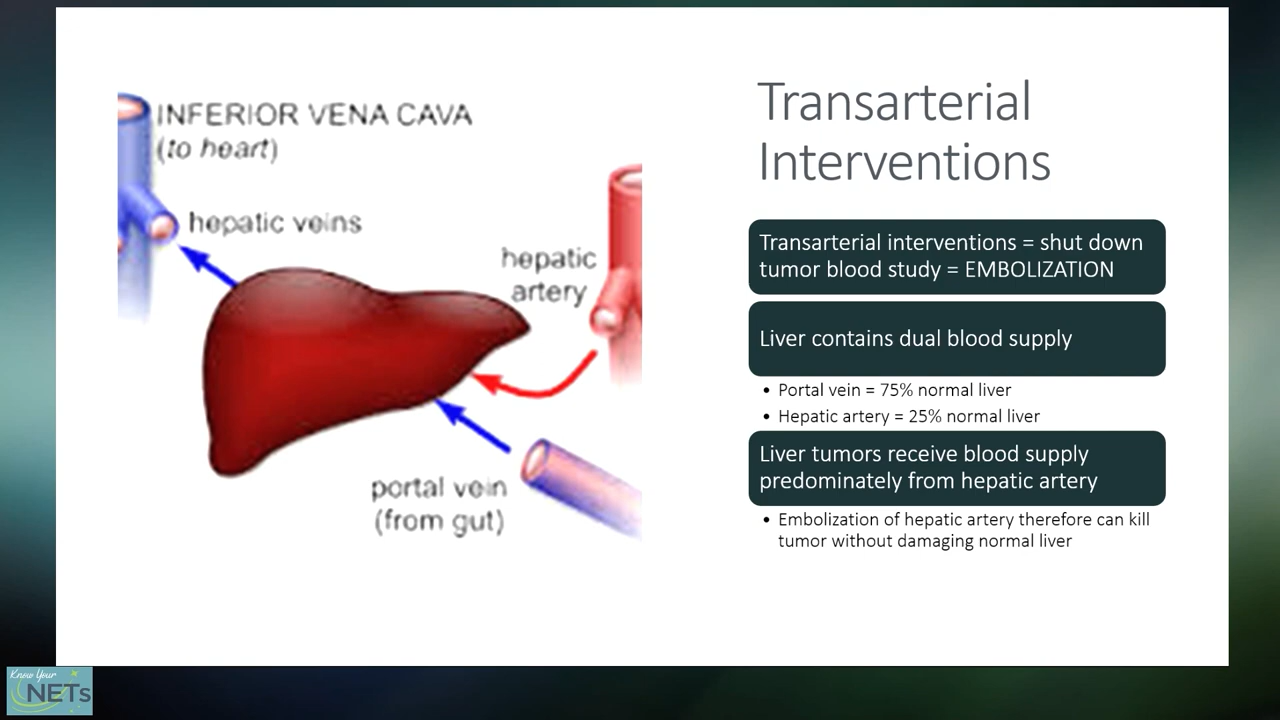 INFERIOR VENA CAVA
(to heart)
hepatic veins
hepatic
artery
portal vein
(from gut)
Transarterial
Interventions
Transarterial interventions = shut down
tumor blood study = EMBOLIZATION
Liver contains dual blood supply
• Portal vein = 75% normal liver
• Hepatic artery = 25% normal liver
Liver tumors receive blood supply
predominately from hepatic artery
• Embolization of hepatic artery therefore can kill
tumor without damaging normal liver
Know Your
NETs